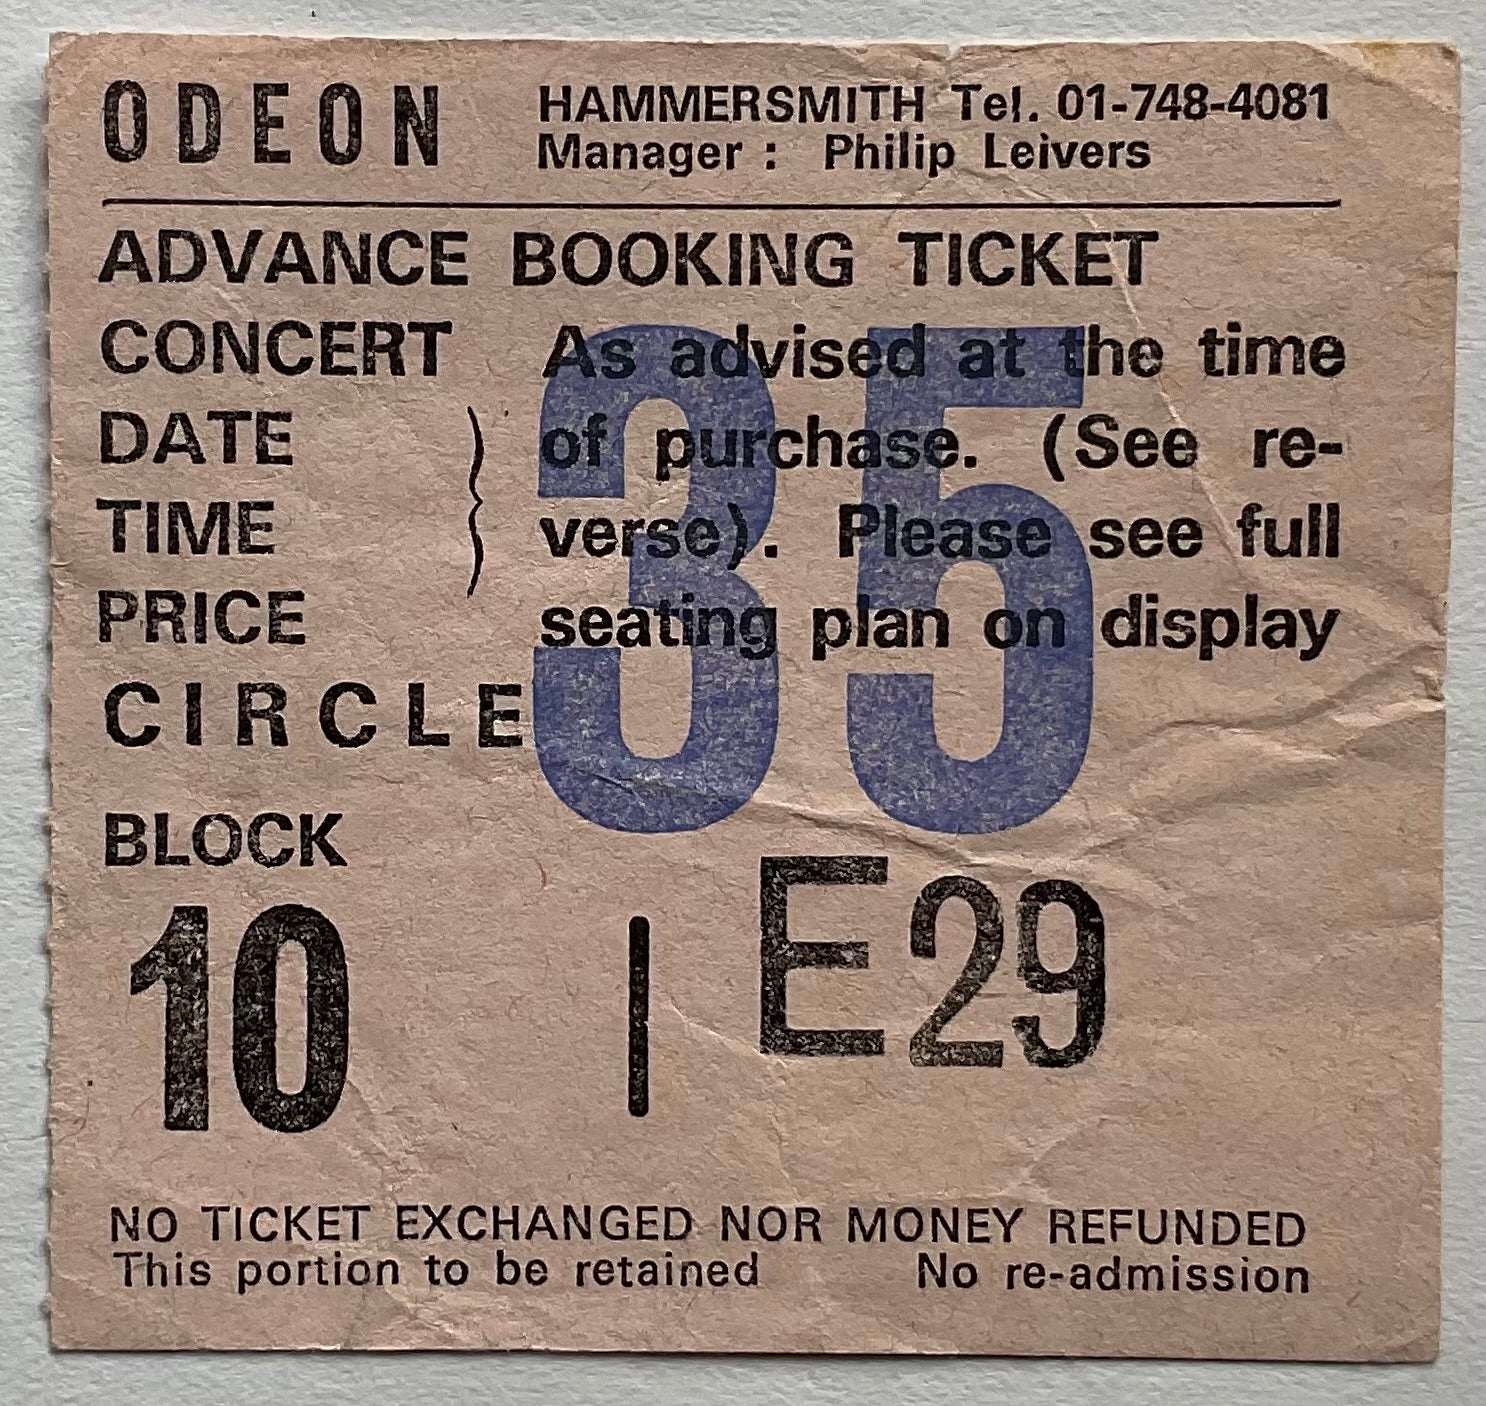 ODEON HAMMERSMITH Tel. 01-748-4081
Manager : Philip Leivers
ADVANCE BOOKING TICKET
CONCERT As advised at the time
DATE of purchase. (See re-
TIME verse). Please see full
PRICE seating plan on display
35
CIRCLE
BLOCK
10 | E29
NO TICKET EXCHANGED NOR MONEY REFUNDED
This portion to be retained No re-admission